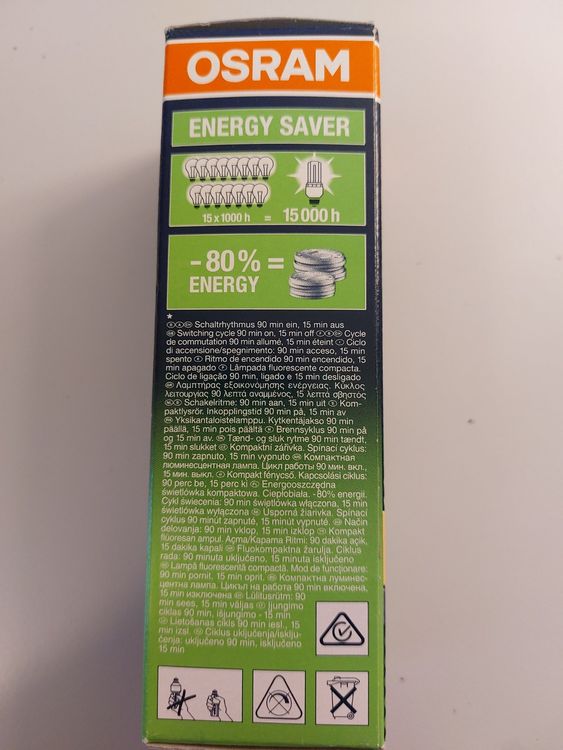 OSRAM
ENERGY SAVER
15 x 1000 h = 15 000 h
- 80 % =
ENERGY
*
Schaltrhythmus 90 min ein, 15 min aus
Switching cycle 90 min on, 15 min off Cycle
de commutation 90 min allumé, 15 min éteint Ciclo
di accensione/spegnimento: 90 min acceso, 15 min
spento Ritmo de encendido 90 min encendido, 15
min apagado Lâmpada fluorescente compacta.
Ciclo de ligação 90 min, ligado e 15 min desligado
Λαμπτήρας εξοικονόμησης ενέργειας. Κύκλος
λειτουργίας 90 λεπτά αναμμένος, 15 λεπτά σβηστός
Schakelritme: 90 min aan, 15 min uit Kom-
paktlysrör. Inkopplingstid 90 min på, 15 min av
Yksikantaloistelamppu. Kytkentäjakso 90 min
päällä, 15 min pois päältä Brennsyklus 90 min på
og 15 min av. Tænd- og sluk rytme 90 min tændt,
15 min slukket Kompaktní zářivka. Spínací cyklus:
90 min zapnuto, 15 min vypnuto Компактная
люминесцентная лампа. Цикл работы 90 мин. вкл.,
15 мин. выкл. Kompakt fénycső. Kapcsolási ciklus:
90 perc be, 15 perc ki Energooszczędna
świetlówka kompaktowa. Ciepłobiała. - 80% energii.
Cykl świecenia: 90 min świetlówka włączona, 15 min
świetlówka wyłączona Úsporná žiarivka. Spínací
cyklus 90 minút zapnuté, 15 minút vypnuté. Način
delovanja: 90 min vklop, 15 min izklop Kompakt
fluoresan ampul. Açma/Kapama Ritmi: 90 dakika açik,
15 dakika kapali Fluokompaktna žarulja. Ciklus
rada: 90 minuta uključeno, 15 minuta isključeno
Lampă fluorescentă compactă. Mod de funcţionare:
90 min pornit, 15 min oprit. Компактна луминес-
центна лампа. Цикъл на работа 90 min включена,
15 min изключена Lülitusrütm: 90
min sees, 15 min väljas Įjungimo
ciklas 90 min, išjungimo - 15 min
Lietošanas cikls 90 min iesl., 15
min izsl. Ciklus uključenja/isklju-
čenja: uključeno 90 min, isključeno
15 min